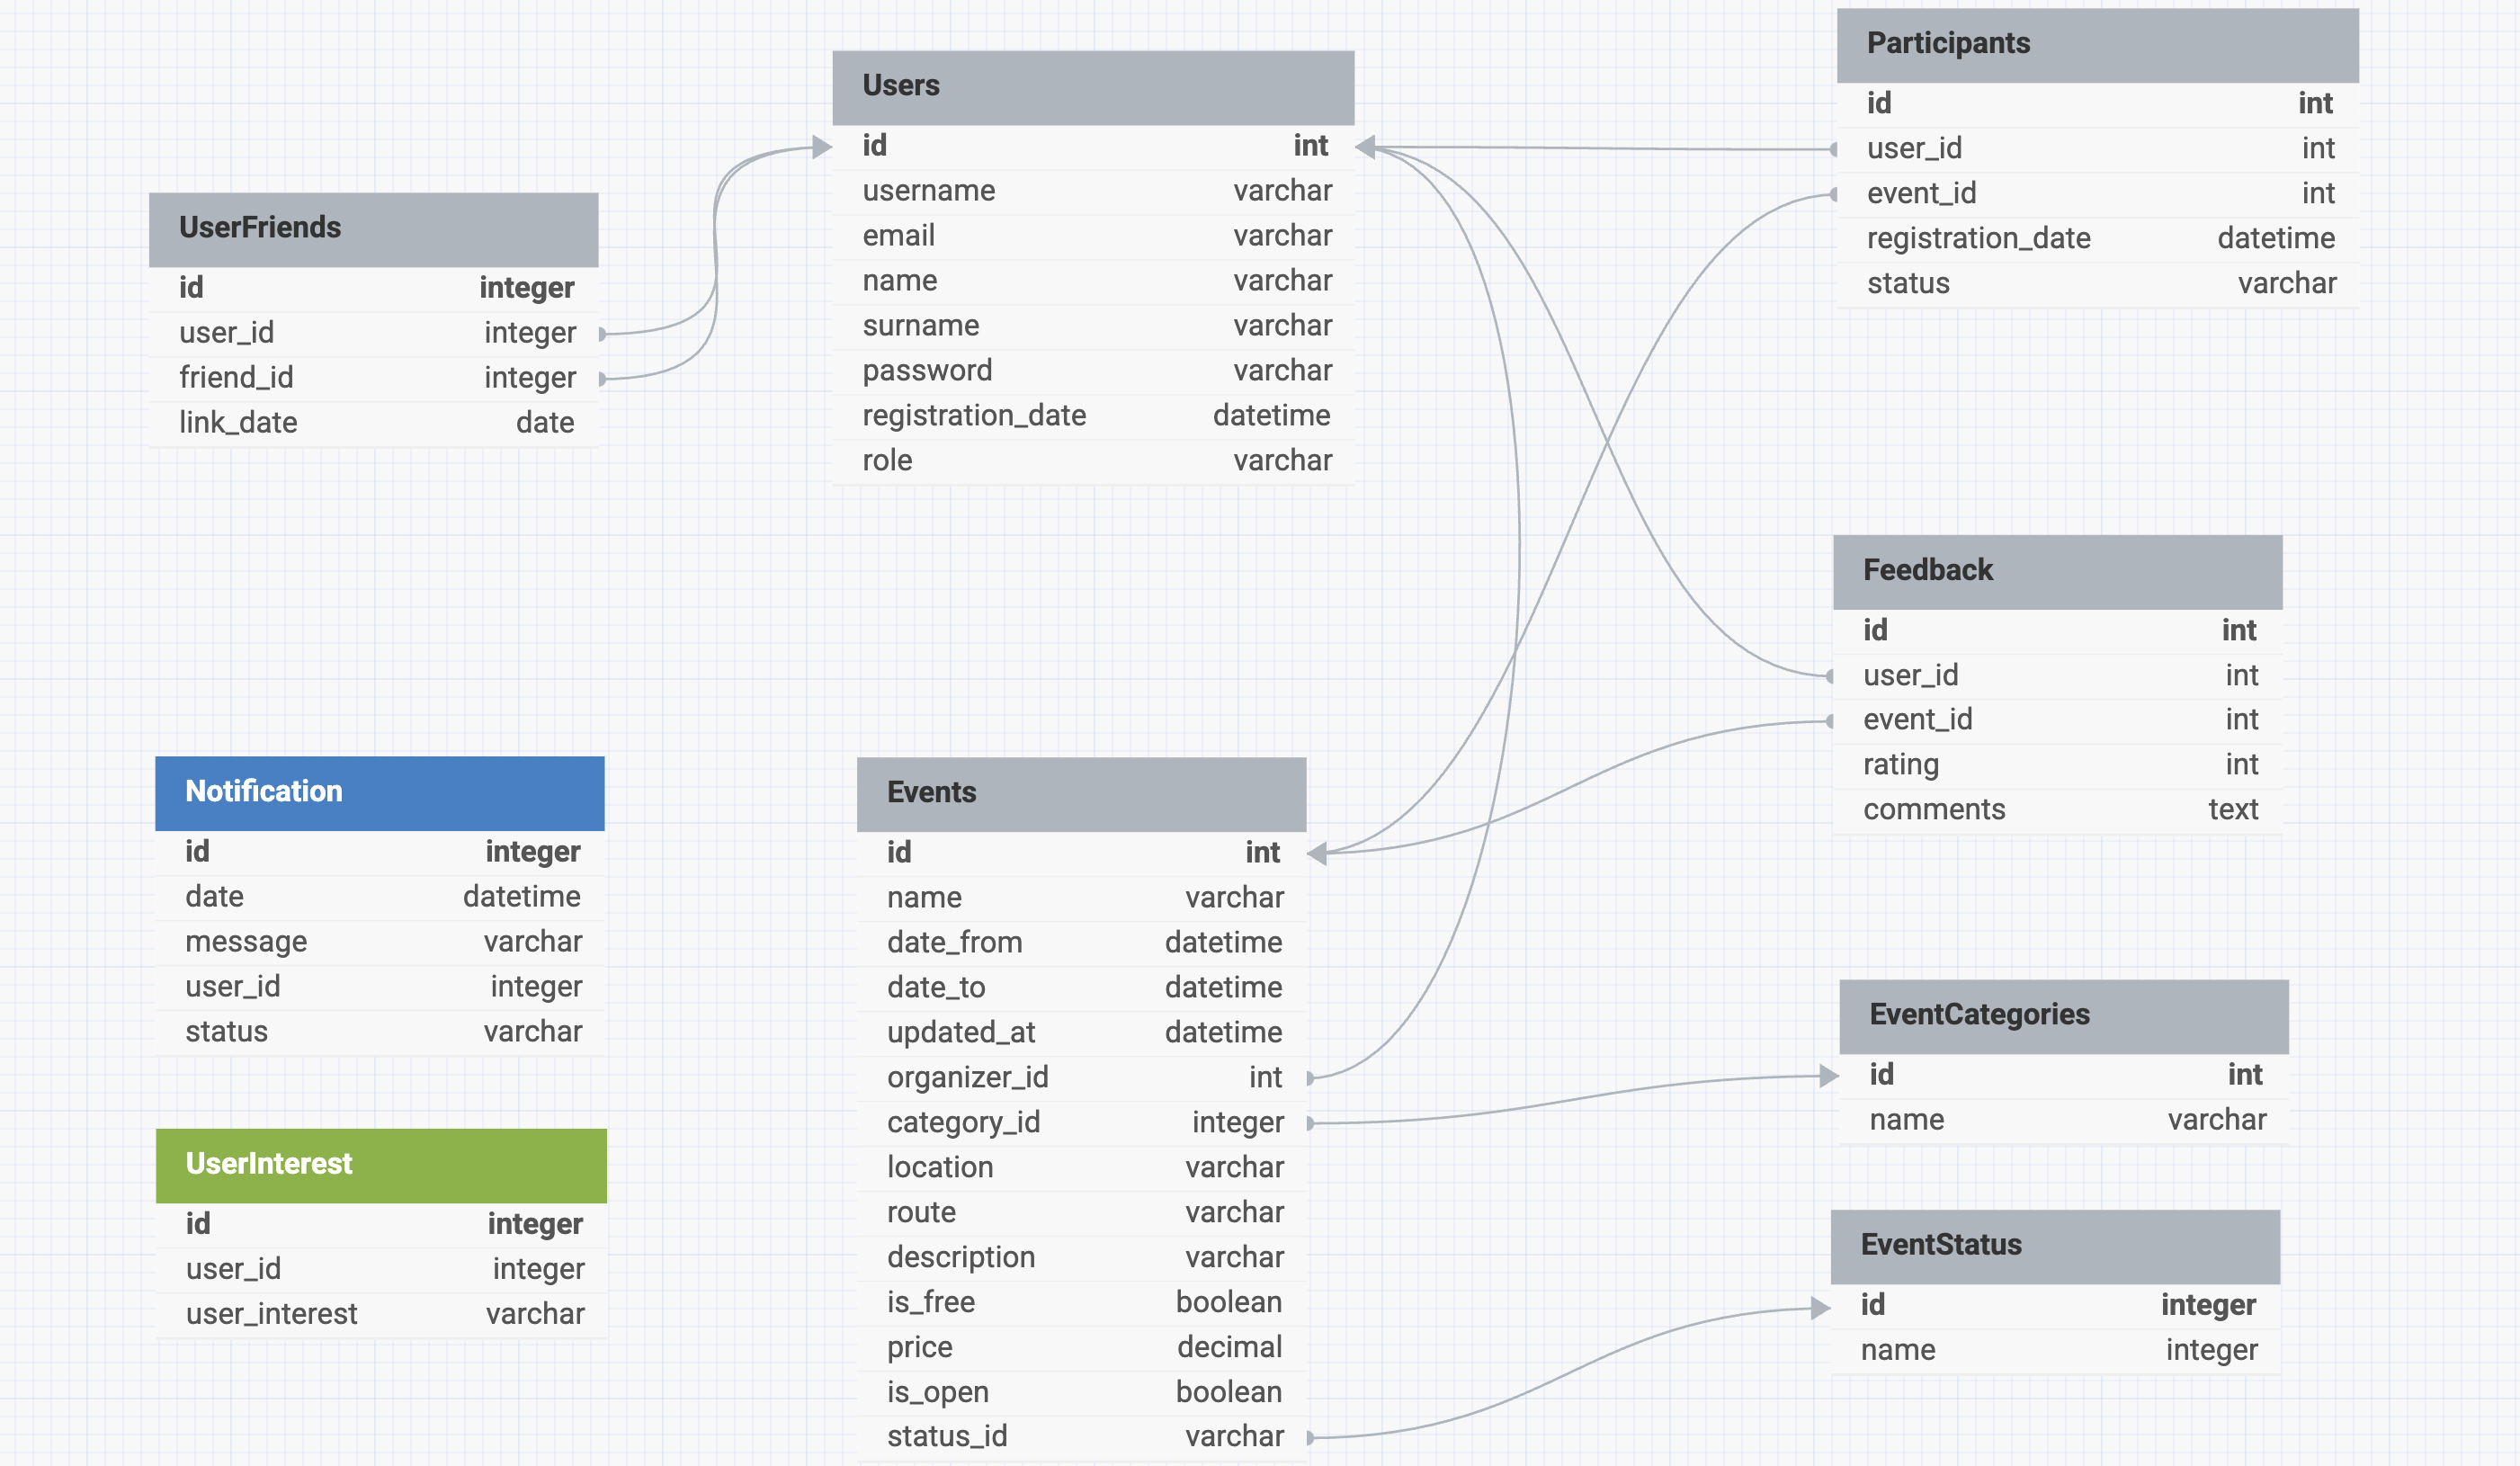 UserFriends
id integer
user_id integer
friend_id integer
link_date date
Users
id int
username varchar
email varchar
name varchar
surname varchar
password varchar
registration_date datetime
role varchar
Participants
id int
user_id int
event_id int
registration_date datetime
status varchar
Feedback
id int
user_id int
event_id int
rating int
comments text
Notification
id integer
date datetime
message varchar
user_id integer
status varchar
UserInterest
id integer
user_id integer
user_interest varchar
Events
id int
name varchar
date_from datetime
date_to datetime
updated_at datetime
organizer_id int
category_id integer
location varchar
route varchar
description varchar
is_free boolean
price decimal
is_open boolean
status_id varchar
EventCategories
id int
name varchar
EventStatus
id integer
name integer